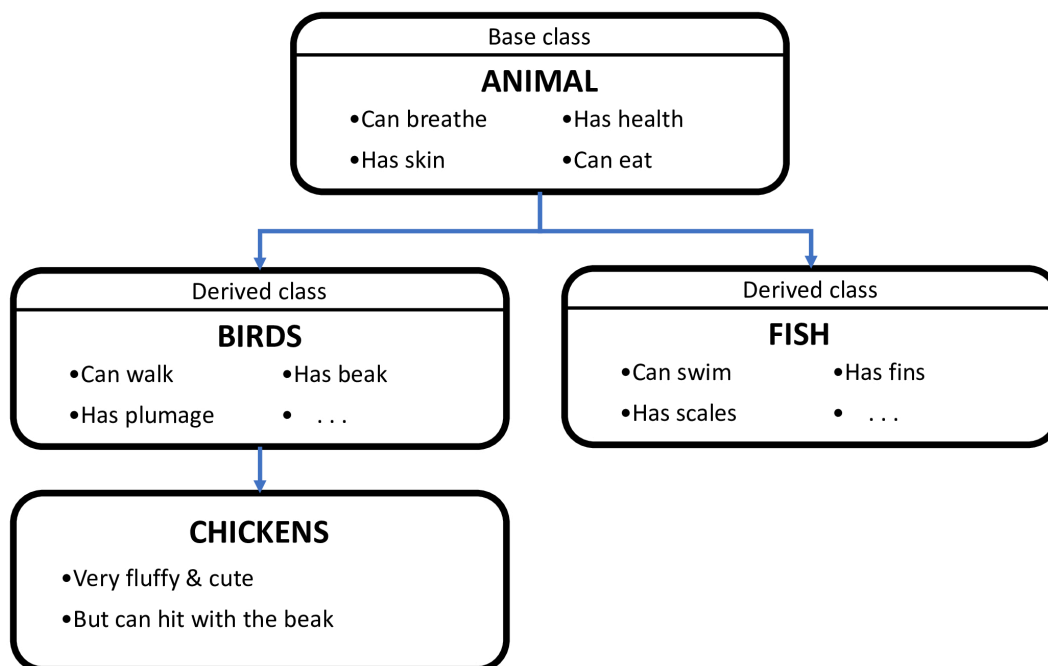 Base class
ANIMAL
•Can breathe •Has health
•Has skin •Can eat
Derived class
BIRDS
•Can walk •Has beak
•Has plumage • . . .
Derived class
FISH
•Can swim •Has fins
•Has scales • . . .
CHICKENS
•Very fluffy & cute
•But can hit with the beak